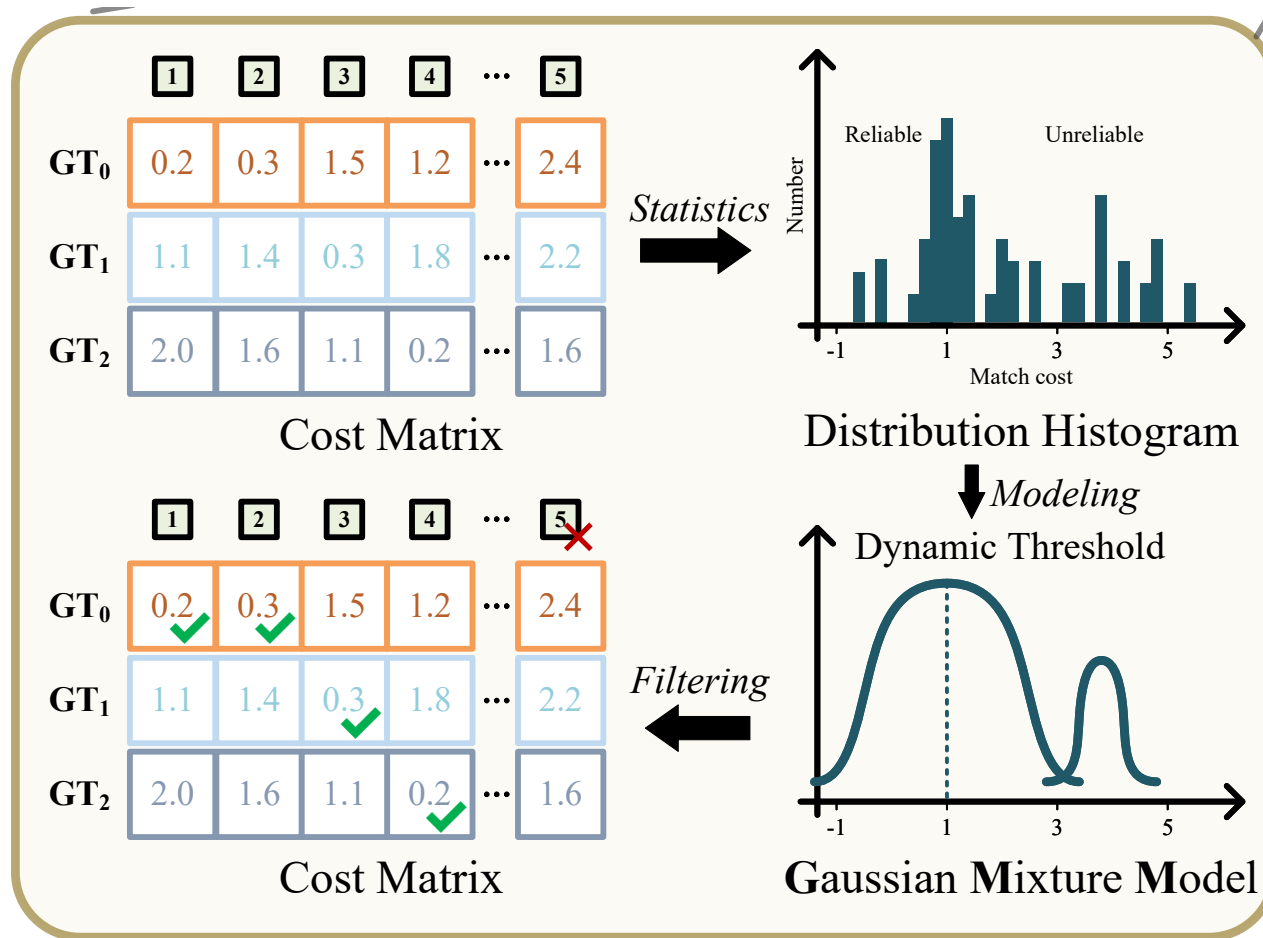 1 2 3 4 ... 5
GT0 0.2 0.3 1.5 1.2 ... 2.4
GT1 1.1 1.4 0.3 1.8 ... 2.2
GT2 2.0 1.6 1.1 0.2 ... 1.6
Cost Matrix
Statistics
Reliable Unreliable
Number
-1 1 3 5
Match cost
Distribution Histogram
Modeling
Dynamic Threshold
-1 1 3 5
Gaussian Mixture Model
Filtering
1 2 3 4 ... 5
GT0 0.2 0.3 1.5 1.2 ... 2.4
GT1 1.1 1.4 0.3 1.8 ... 2.2
GT2 2.0 1.6 1.1 0.2 ... 1.6
Cost Matrix